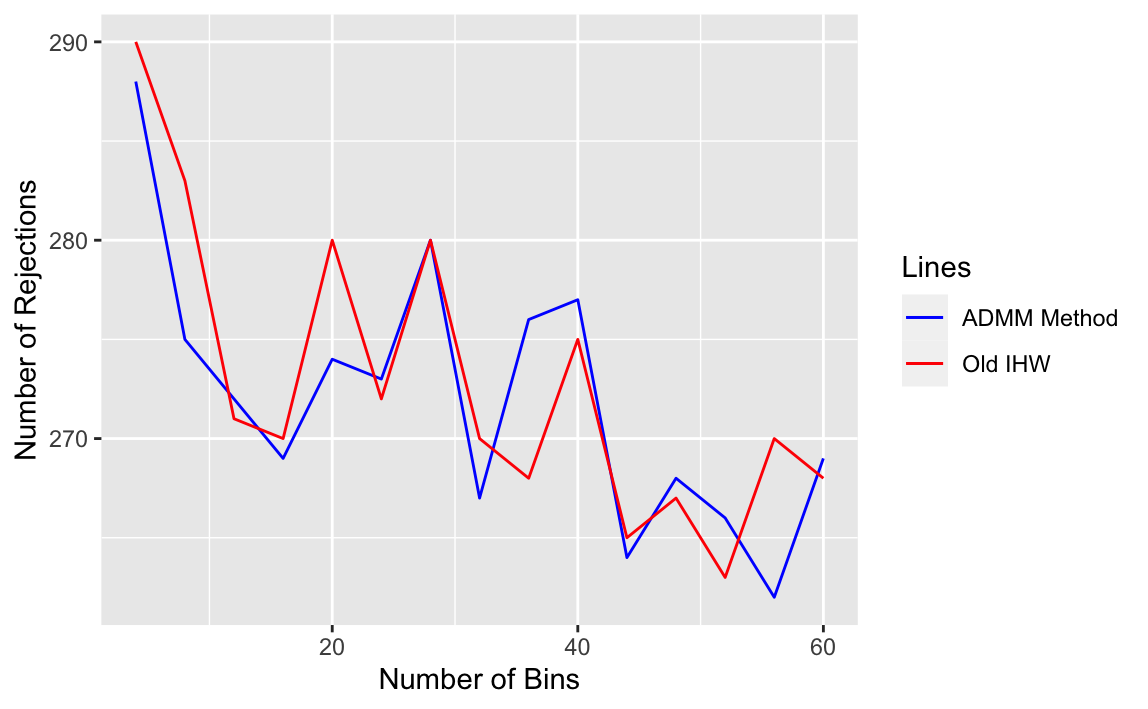 290
280
270
20
40
60
Number of Rejections
Number of Bins
Lines
ADMM Method
Old IHW